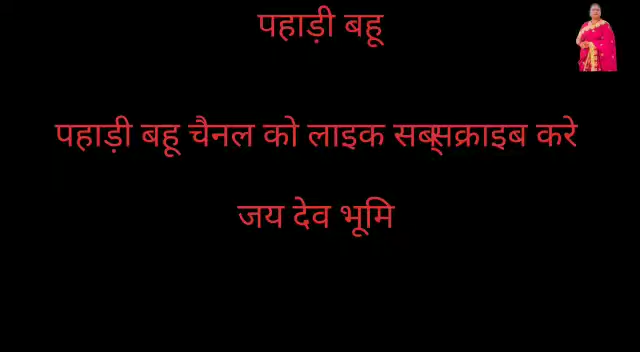 पहाड़ी बहू
पहाड़ी बहू चैनल को लाइक सब्सक्राइब करे
जय देव भूमि